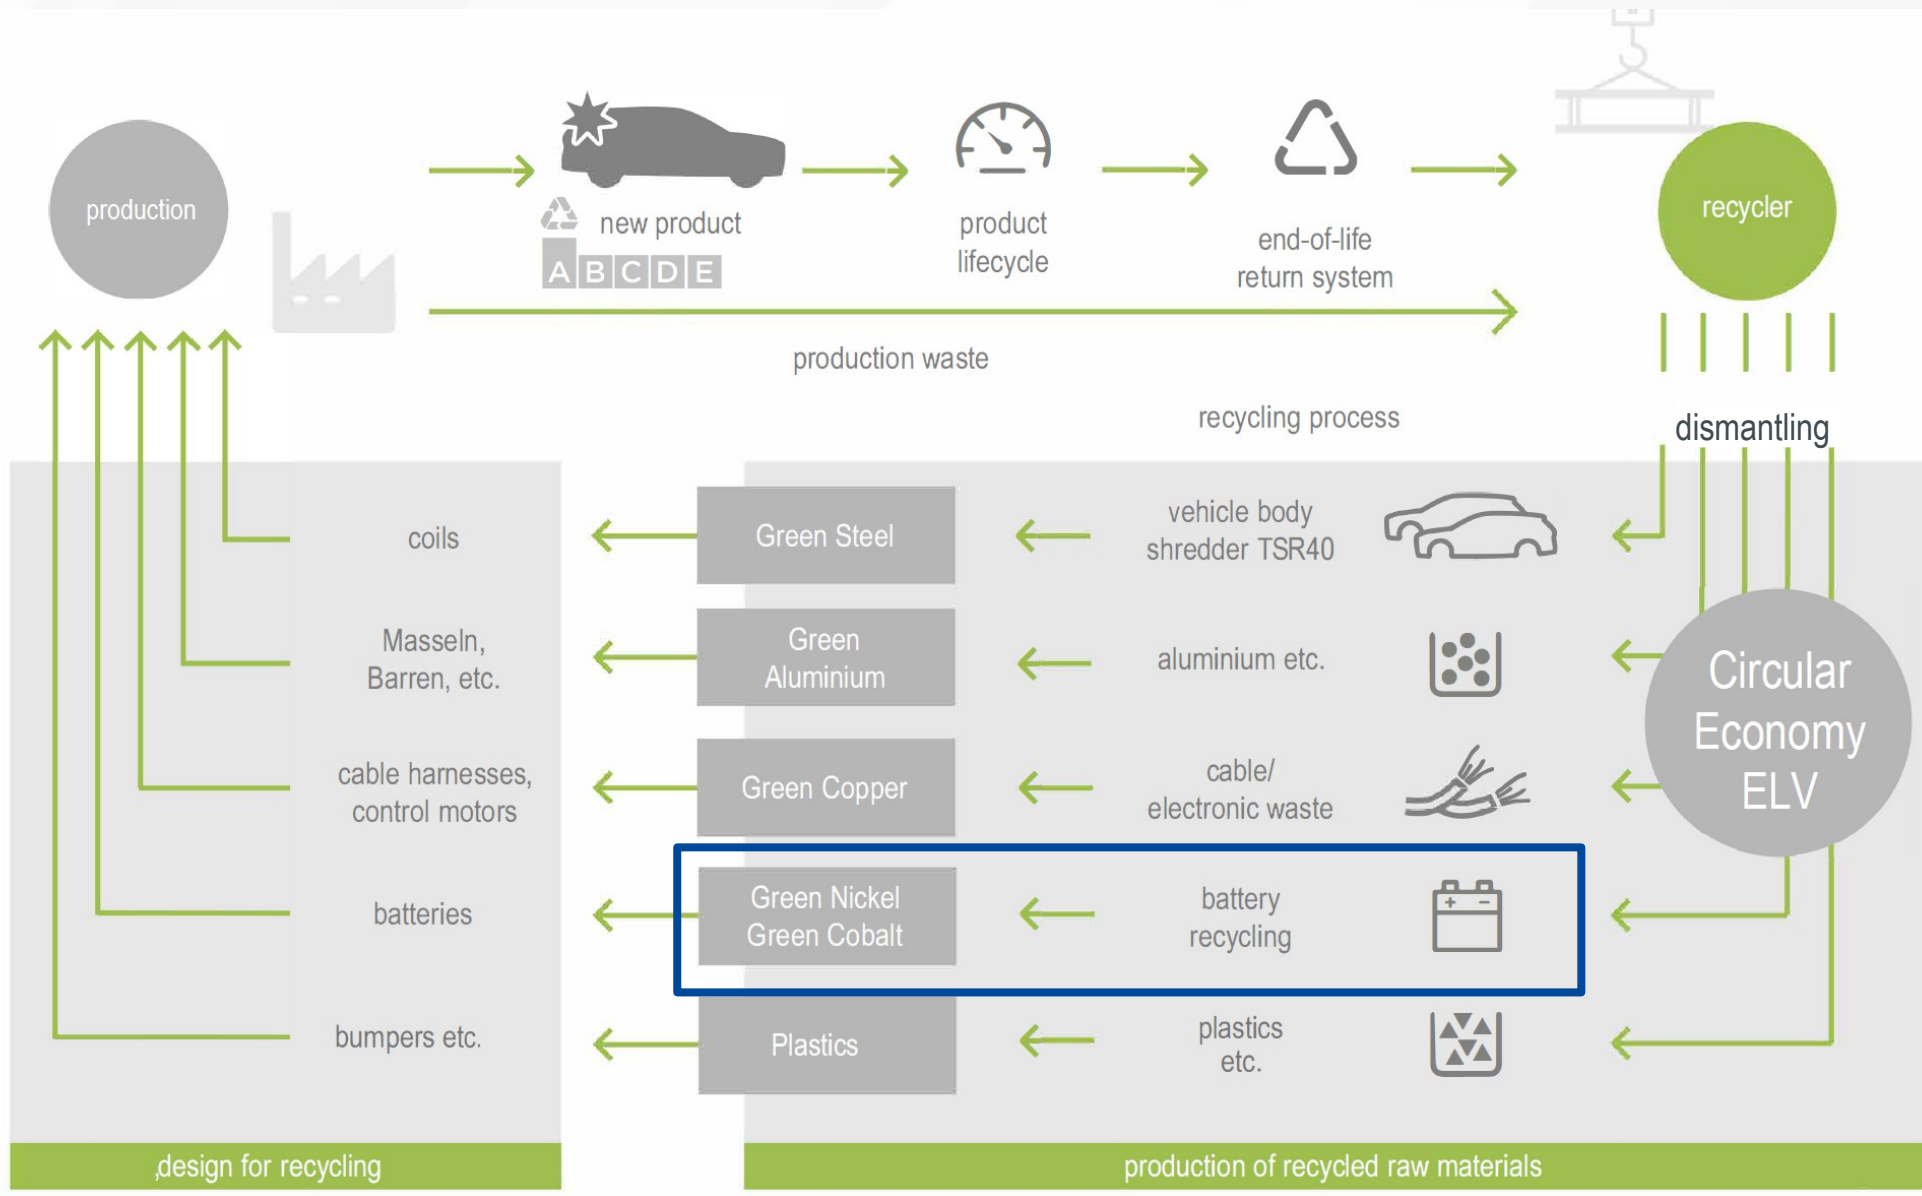 production
new product
A B C D E
product
lifecycle
end-of-life
return system
recycler
production waste
recycling process
dismantling
coils
Green Steel
vehicle body
shredder TSR40
Masseln,
Barren, etc.
Green
Aluminium
aluminium etc.
Circular
Economy
ELV
cable harnesses,
control motors
Green Copper
cable/
electronic waste
batteries
Green Nickel
Green Cobalt
battery
recycling
+ -
bumpers etc.
Plastics
plastics
etc.
‚design for recycling
production of recycled raw materials